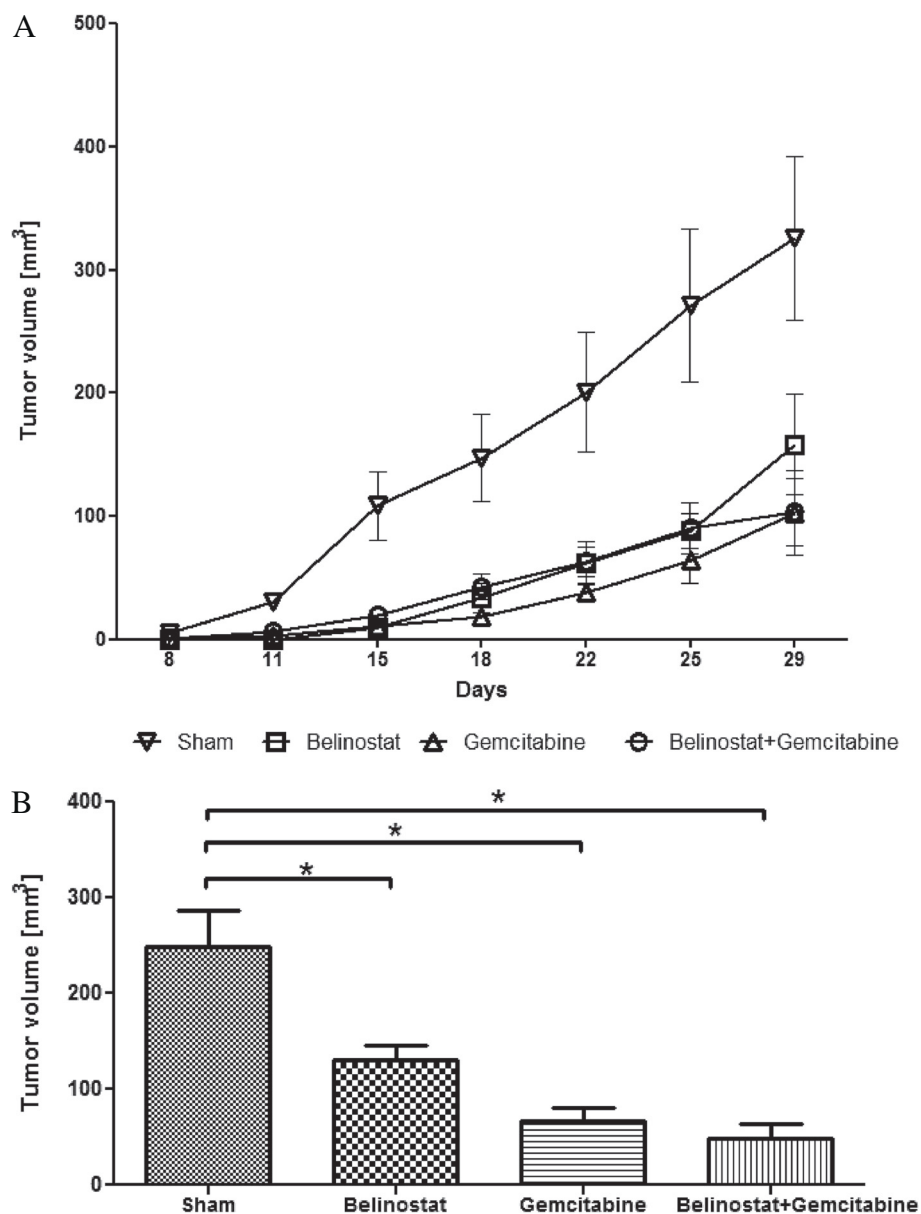 A
500
400
300
200
100
0
Tumor volume [mm³]
8 11 15 18 22 25 29
Days
Sham Belinostat Gemcitabine Belinostat+Gemcitabine
B
400
300
200
100
0
Tumor volume [mm³]
*
*
*
Sham Belinostat Gemcitabine Belinostat+Gemcitabine